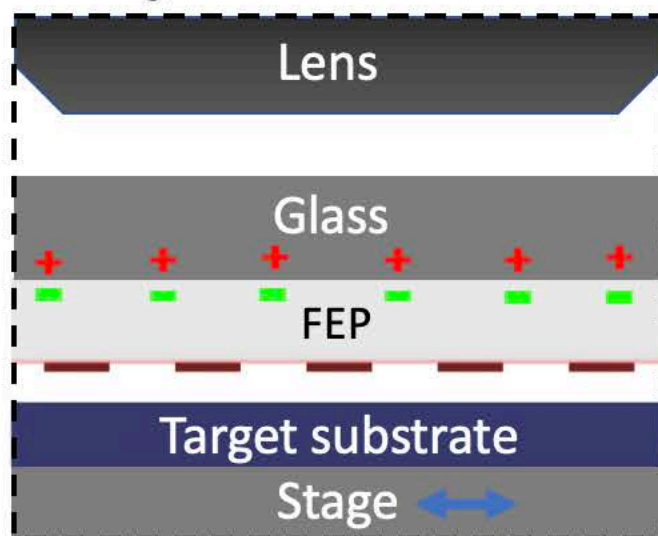 Lens
Glass
+ + + + + +
- - - - - -
FEP
Target substrate
Stage